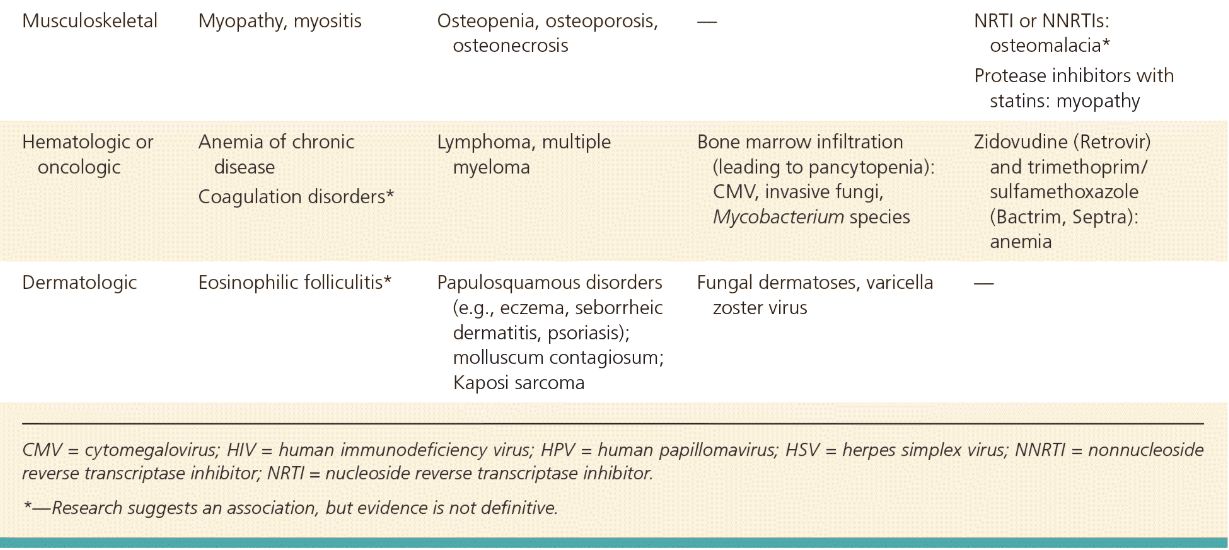 Musculoskeletal
Myopathy, myositis
Osteopenia, osteoporosis,
osteonecrosis
—
NRTI or NNRTIs:
osteomalacia*
Protease inhibitors with
statins: myopathy
Hematologic or
oncologic
Anemia of chronic
disease
Coagulation disorders*
Lymphoma, multiple
myeloma
Bone marrow infiltration
(leading to pancytopenia):
CMV, invasive fungi,
Mycobacterium species
Zidovudine (Retrovir)
and trimethoprim/
sulfamethoxazole
(Bactrim, Septra):
anemia
Dermatologic
Eosinophilic folliculitis*
Papulosquamous disorders
(e.g., eczema, seborrheic
dermatitis, psoriasis);
molluscum contagiosum;
Kaposi sarcoma
Fungal dermatoses, varicella
zoster virus
—
CMV = cytomegalovirus; HIV = human immunodeficiency virus; HPV = human papillomavirus; HSV = herpes simplex virus; NNRTI = nonnucleoside
reverse transcriptase inhibitor; NRTI = nucleoside reverse transcriptase inhibitor.
*—Research suggests an association, but evidence is not definitive.